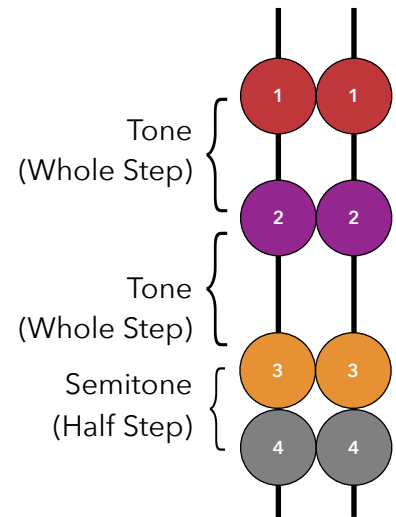 1 1
Tone
(Whole Step)
2 2
Tone
(Whole Step)
3 3
Semitone
(Half Step)
4 4